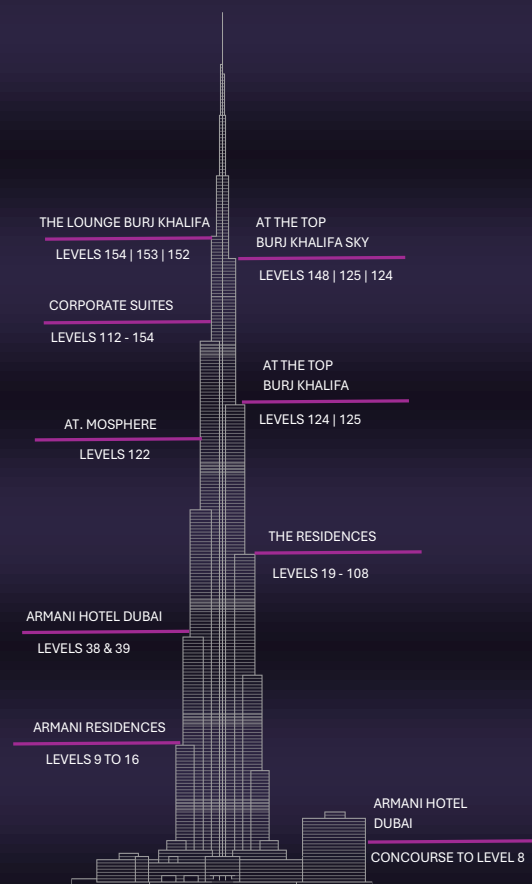 THE LOUNGE BURJ KHALIFA
LEVELS 154 | 153 | 152
AT THE TOP
BURJ KHALIFA SKY
LEVELS 148 | 125 | 124
CORPORATE SUITES
LEVELS 112 - 154
AT THE TOP
BURJ KHALIFA
LEVELS 124 | 125
AT. MOSPHERE
LEVELS 122
THE RESIDENCES
LEVELS 19 - 108
ARMANI HOTEL DUBAI
LEVELS 38 & 39
ARMANI RESIDENCES
LEVELS 9 TO 16
ARMANI HOTEL
DUBAI
CONCOURSE TO LEVEL 8